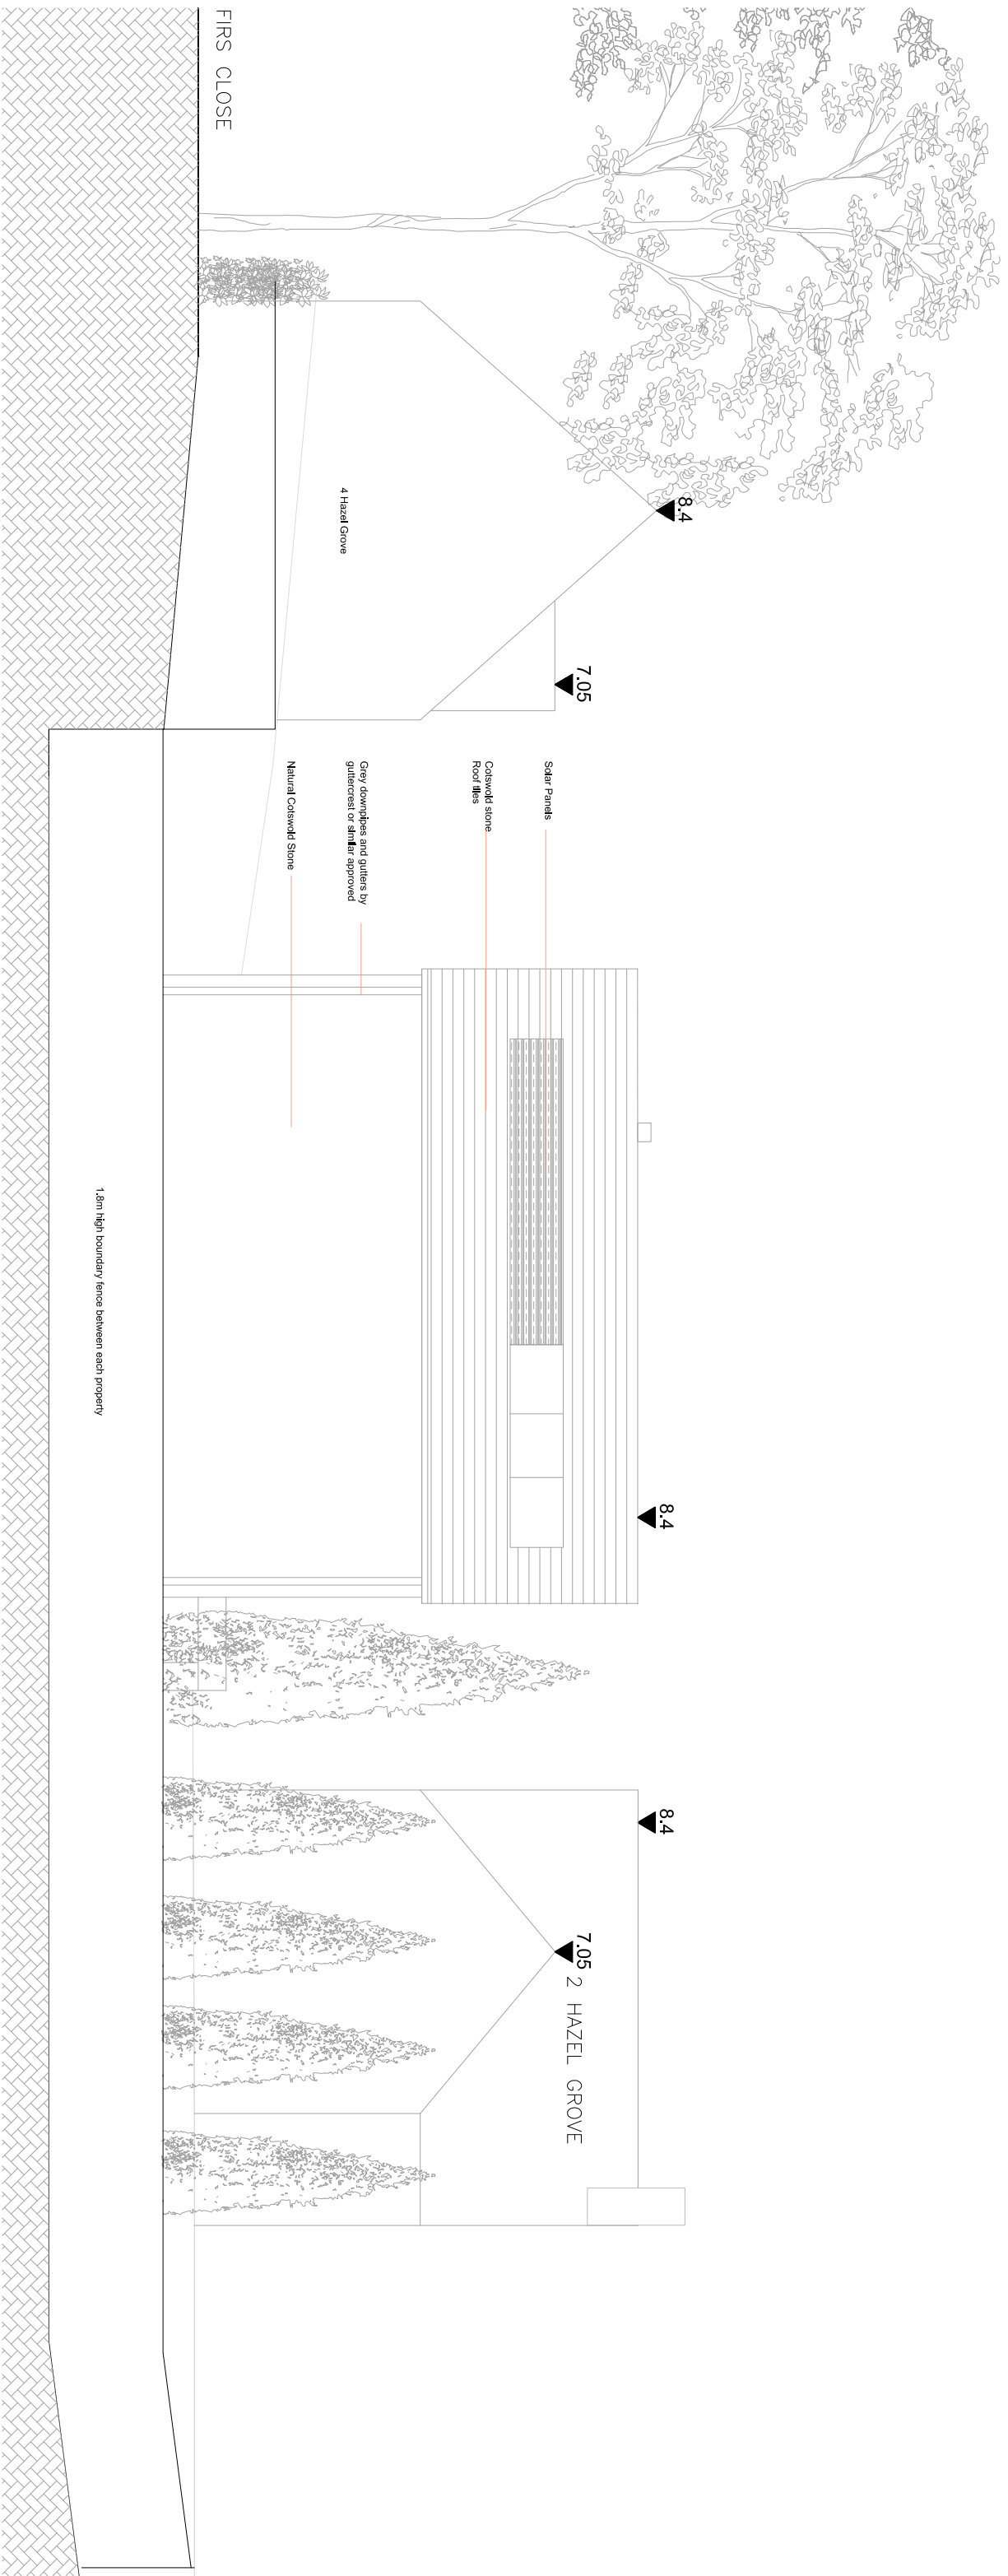 FIRS CLOSE
4 Hazel Grove
8.4
7.05
Solar Panels
Cotswold stone
Roof tiles
Grey downpipes and gutters by
guttercrest or similar approved
Natural Cotswold Stone
1.8m high boundary fence between each property
8.4
8.4
7.05
2 HAZEL GROVE